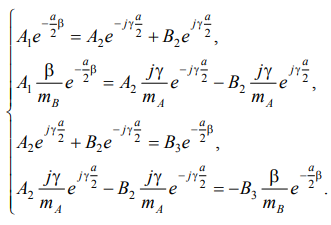 $A_1 e^{-\frac{a}{2}\beta} = A_2 e^{-j\gamma\frac{a}{2}} + B_2 e^{j\gamma\frac{a}{2}},$
$A_1 \frac{\beta}{m_B} e^{-\frac{a}{2}\beta} = A_2 \frac{j\gamma}{m_A} e^{-j\gamma\frac{a}{2}} - B_2 \frac{j\gamma}{m_A} e^{j\gamma\frac{a}{2}},$
$A_2 e^{j\gamma\frac{a}{2}} + B_2 e^{-j\gamma\frac{a}{2}} = B_3 e^{-\frac{a}{2}\beta},$
$A_2 \frac{j\gamma}{m_A} e^{j\gamma\frac{a}{2}} - B_2 \frac{j\gamma}{m_A} e^{-j\gamma\frac{a}{2}} = -B_3 \frac{\beta}{m_B} e^{-\frac{a}{2}\beta}.$